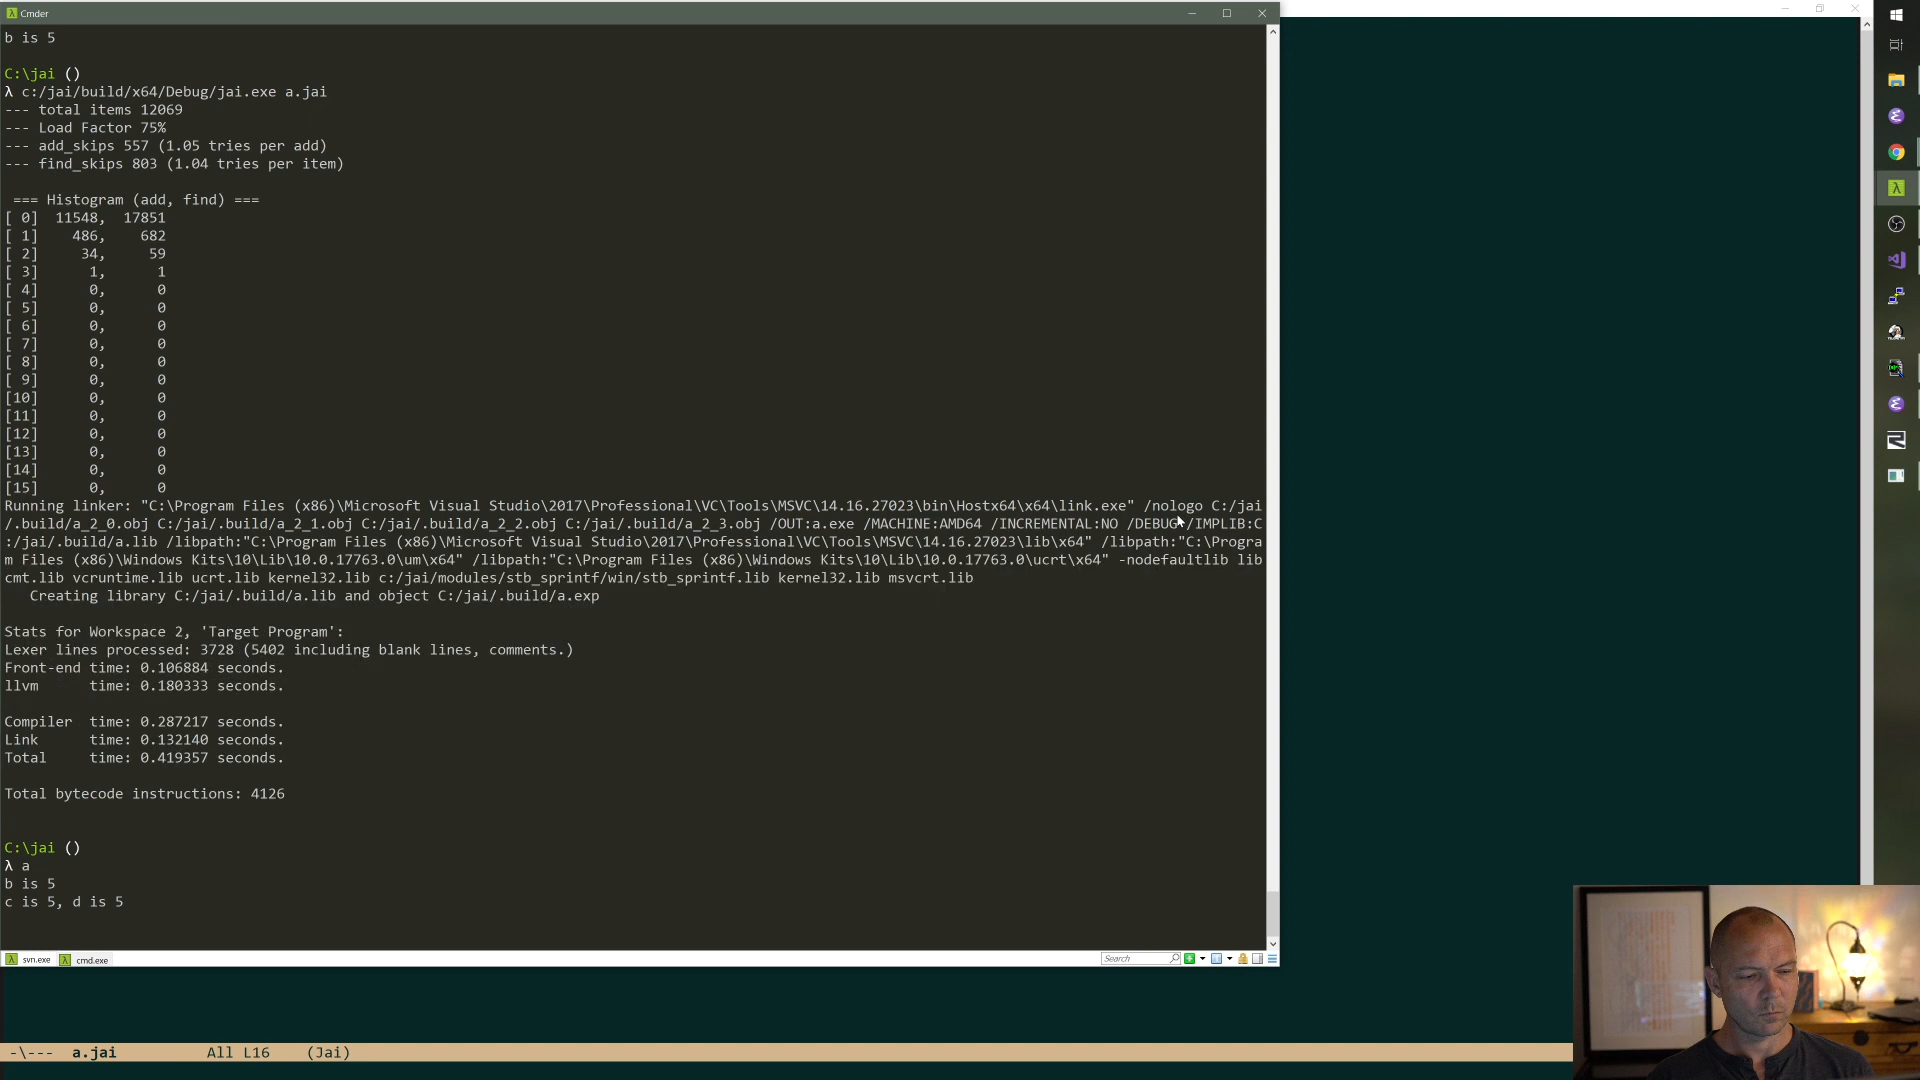 Cmder
b is 5
C:\jai ()
λ c:/jai/build/x64/Debug/jai.exe a.jai
--- total items 12069
--- Load Factor 75%
--- add_skips 557 (1.05 tries per add)
--- find_skips 803 (1.04 tries per item)
=== Histogram (add, find) ===
[ 0] 11548, 17851
[ 1] 486, 682
[ 2] 34, 59
[ 3] 1, 1
[ 4] 0, 0
[ 5] 0, 0
[ 6] 0, 0
[ 7] 0, 0
[ 8] 0, 0
[ 9] 0, 0
[10] 0, 0
[11] 0, 0
[12] 0, 0
[13] 0, 0
[14] 0, 0
[15] 0, 0
Running linker: "C:\Program Files (x86)\Microsoft Visual Studio\2017\Professional\VC\Tools\MSVC\14.16.27023\bin\Hostx64\x64\link.exe" /nologo C:/jai
/.build/a_2_0.obj C:/jai/.build/a_2_1.obj C:/jai/.build/a_2_2.obj C:/jai/.build/a_2_3.obj /OUT:a.exe /MACHINE:AMD64 /INCREMENTAL:NO /DEBUG /IMPLIB:C
:/jai/.build/a.lib /libpath:"C:\Program Files (x86)\Microsoft Visual Studio\2017\Professional\VC\Tools\MSVC\14.16.27023\lib\x64" /libpath:"C:\Progra
m Files (x86)\Windows Kits\10\Lib\10.0.17763.0\um\x64" /libpath:"C:\Program Files (x86)\Windows Kits\10\Lib\10.0.17763.0\ucrt\x64" -nodefaultlib lib
cmt.lib vcruntime.lib ucrt.lib kernel32.lib c:/jai/modules/stb_sprintf/win/stb_sprintf.lib kernel32.lib msvcrt.lib
Creating library C:/jai/.build/a.lib and object C:/jai/.build/a.exp
Stats for Workspace 2, 'Target Program':
Lexer lines processed: 3728 (5402 including blank lines, comments.)
Front-end time: 0.106884 seconds.
llvm time: 0.180333 seconds.
Compiler time: 0.287217 seconds.
Link time: 0.132140 seconds.
Total time: 0.419357 seconds.
Total bytecode instructions: 4126
C:\jai ()
λ a
b is 5
c is 5, d is 5
svn.exe cmd.exe Search
-\--- a.jai All L16 (Jai)